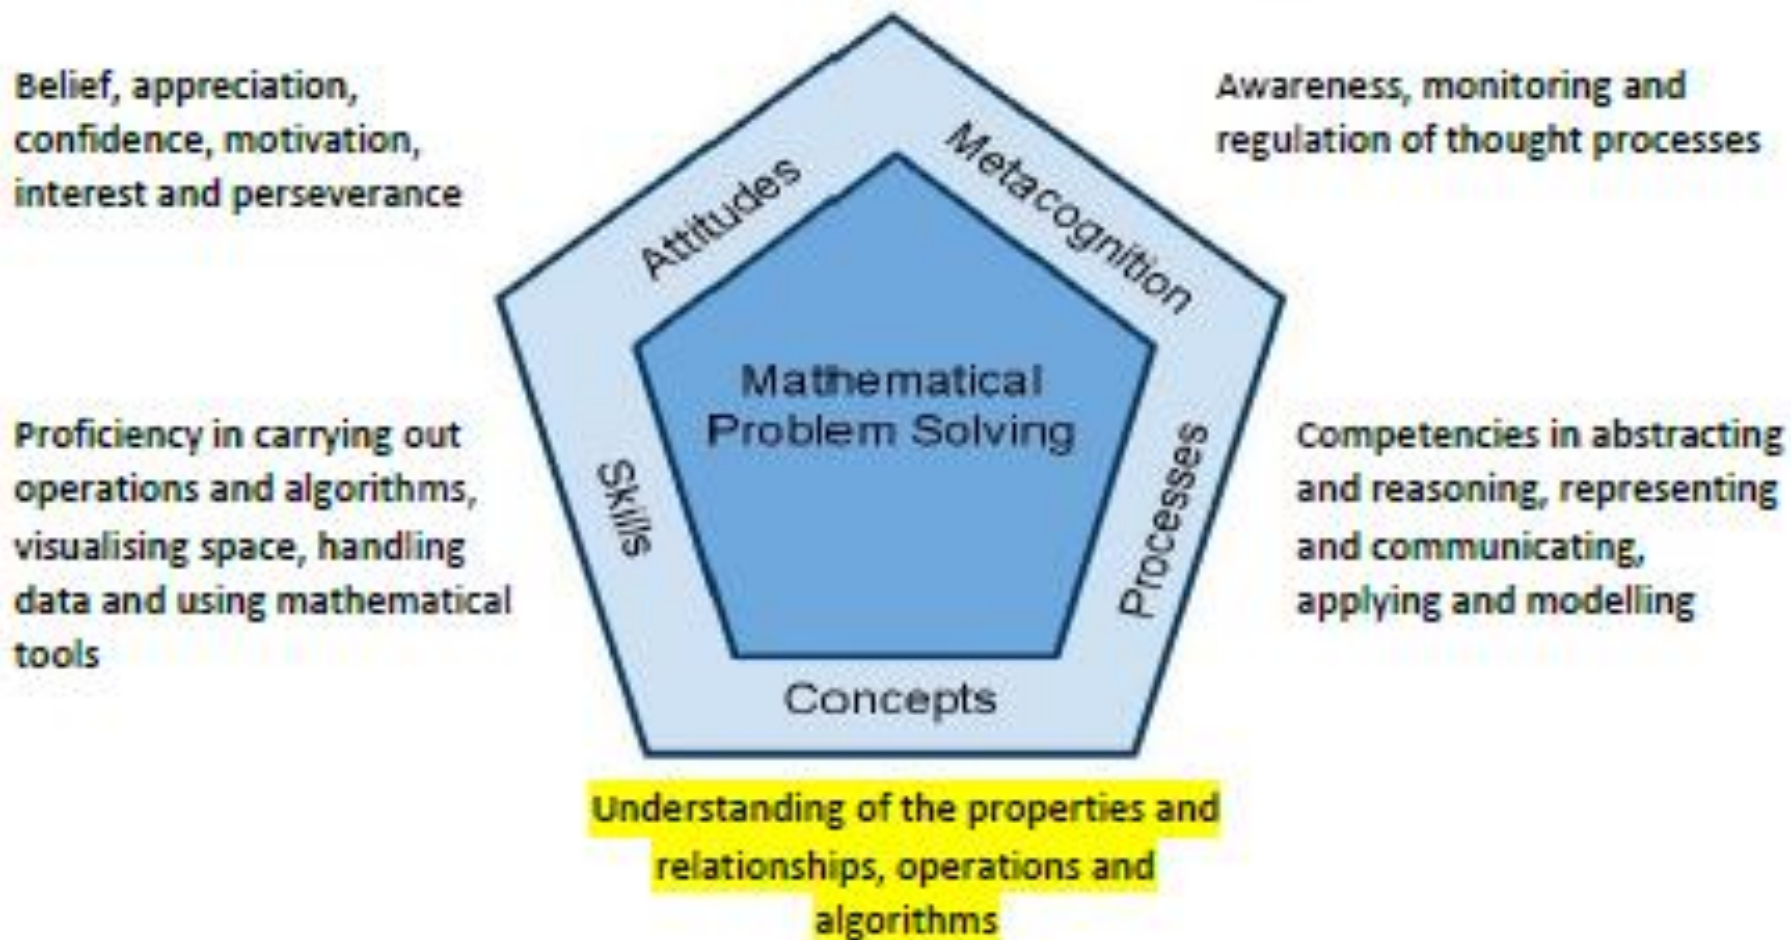 Belief, appreciation,
confidence, motivation,
interest and perseverance
Attitudes
Metacognition
Awareness, monitoring and
regulation of thought processes
Mathematical
Problem Solving
Proficiency in carrying out
operations and algorithms,
visualising space, handling
data and using mathematical
tools
Skills
Processes
Competencies in abstracting
and reasoning, representing
and communicating,
applying and modelling
Concepts
Understanding of the properties and
relationships, operations and
algorithms